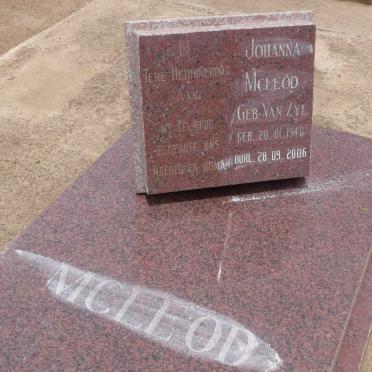 In
Tere Herinnering
Aan
My geliefde
eggenote ons
moeder en ouma
Johanna
McLeod
Geb. Van Zyl
Geb. 20. 01. 1940
Oorl. 28. 09. 2006
McLeod